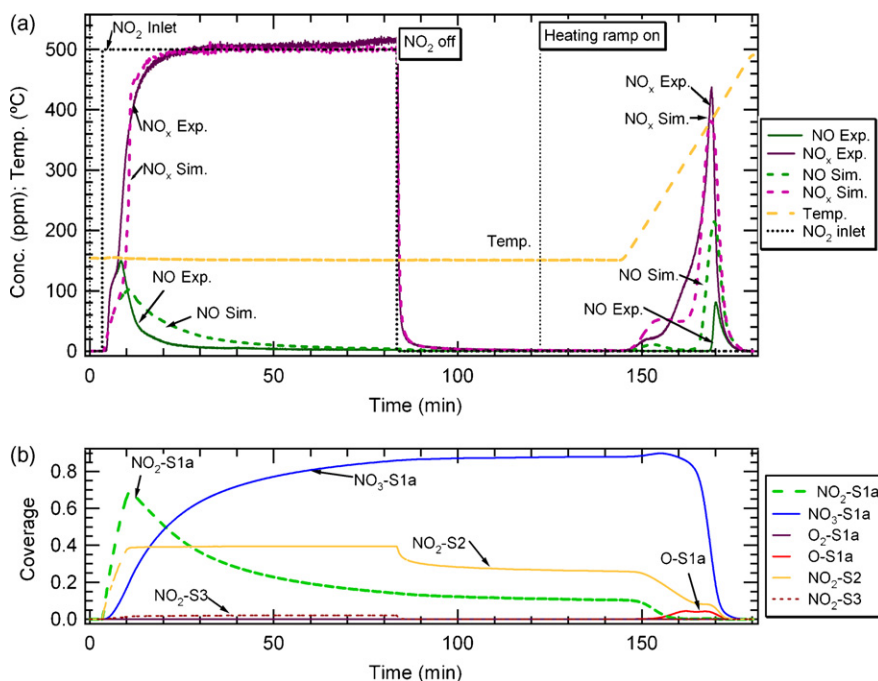 (a)
NO₂ Inlet
NO₂ off
Heating ramp on
NOₓ Exp.
NOₓ Sim.
NOₓ Exp.
NOₓ Sim.
Temp.
NO Exp.
NO Sim.
NO Sim.
NO Exp.
Conc. (ppm); Temp. (ºC)
500
400
300
200
100
0
0
50
100
150
Time (min)
NO Exp.
NOₓ Exp.
NO Sim.
NOₓ Sim.
Temp.
NO₂ inlet
(b)
NO₂-S1a
NO₃-S1a
NO₂-S2
O-S1a
NO₂-S3
Coverage
0.8
0.6
0.4
0.2
0.0
0
50
100
150
Time (min)
NO₂-S1a
NO₃-S1a
O₂-S1a
O-S1a
NO₂-S2
NO₂-S3